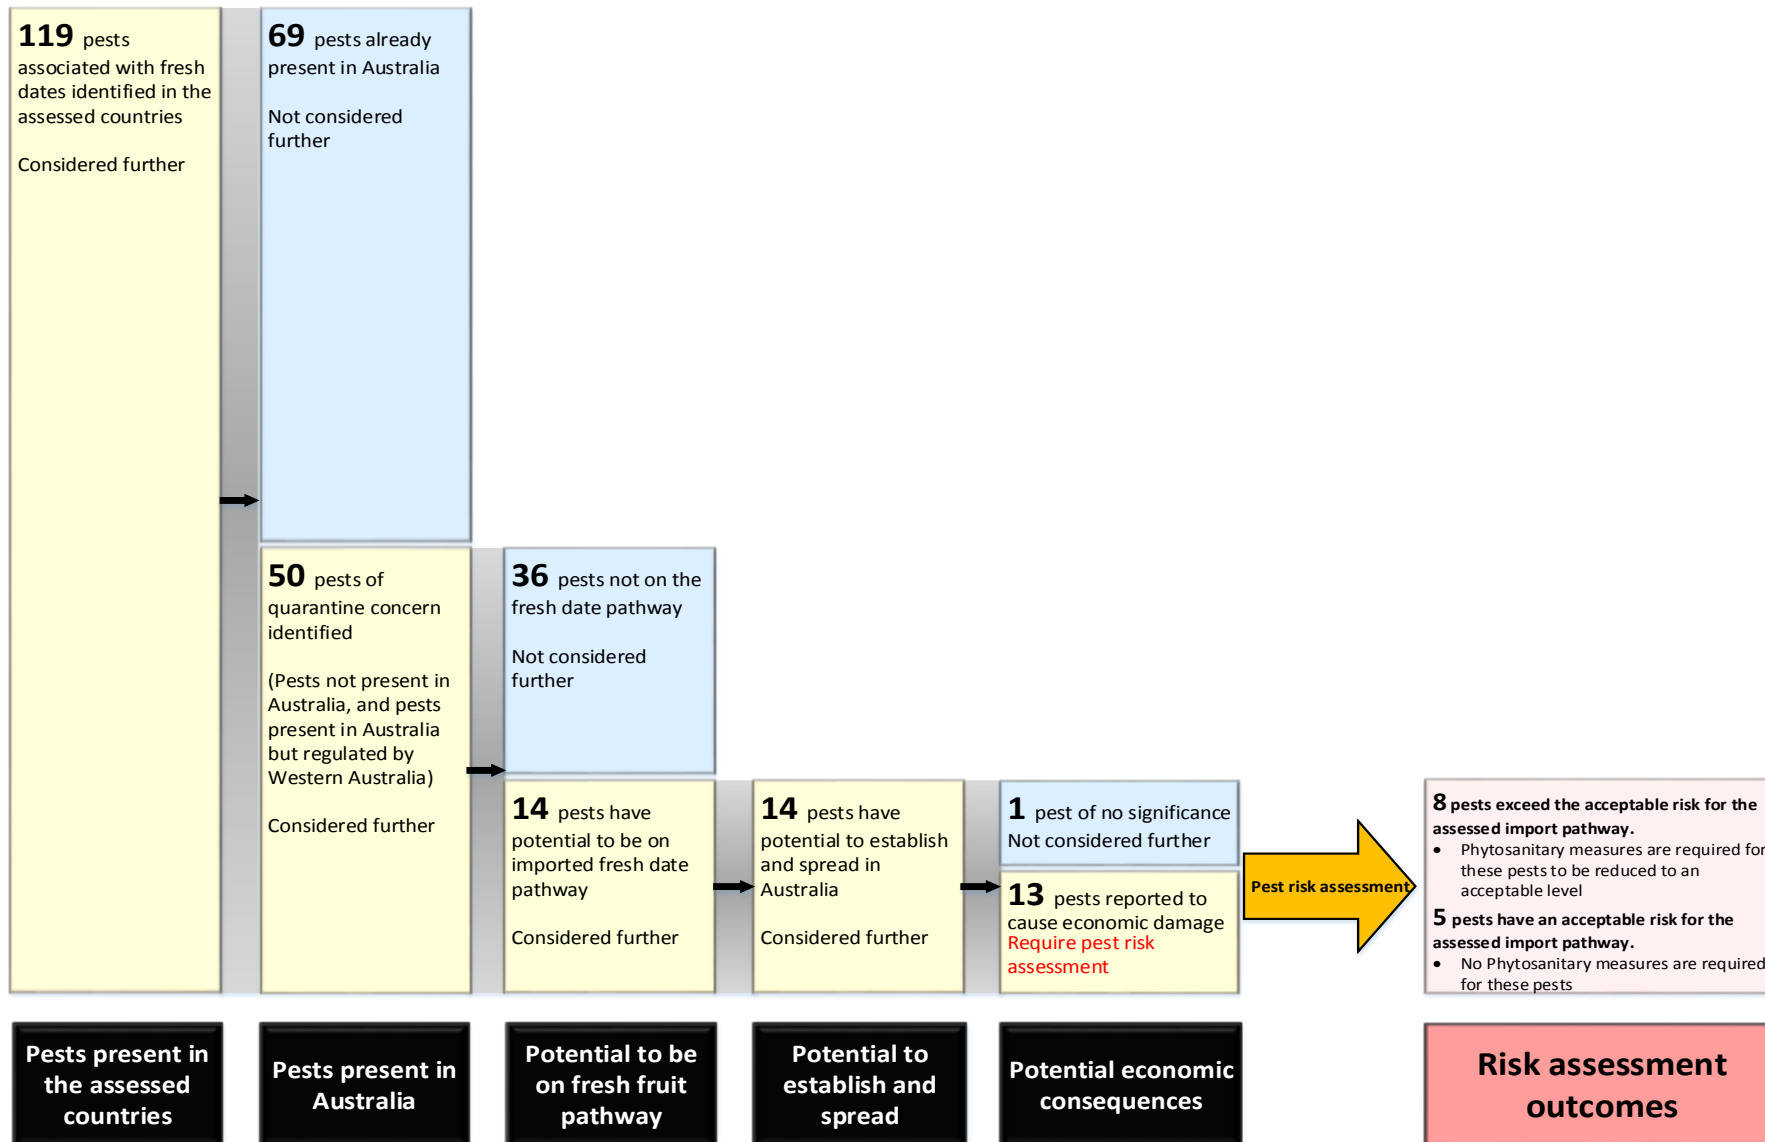 119 pests
associated with fresh
dates identified in the
assessed countries
Considered further
69 pests already
present in Australia
Not considered
further
50 pests of
quarantine concern
identified
(Pests not present in
Australia, and pests
present in Australia
but regulated by
Western Australia)
Considered further
36 pests not on the
fresh date pathway
Not considered
further
14 pests have
potential to be on
imported fresh date
pathway
Considered further
14 pests have
potential to establish
and spread in
Australia
Considered further
1 pest of no significance
Not considered further
13 pests reported to
cause economic damage
Require pest risk
assessment
Pest risk assessment
8 pests exceed the acceptable risk for the
assessed import pathway.
• Phytosanitary measures are required for
these pests to be reduced to an
acceptable level
5 pests have an acceptable risk for the
assessed import pathway.
• No Phytosanitary measures are required
for these pests
Pests present in
the assessed
countries
Pests present in
Australia
Potential to be
on fresh fruit
pathway
Potential to
establish and
spread
Potential economic
consequences
Risk assessment
outcomes